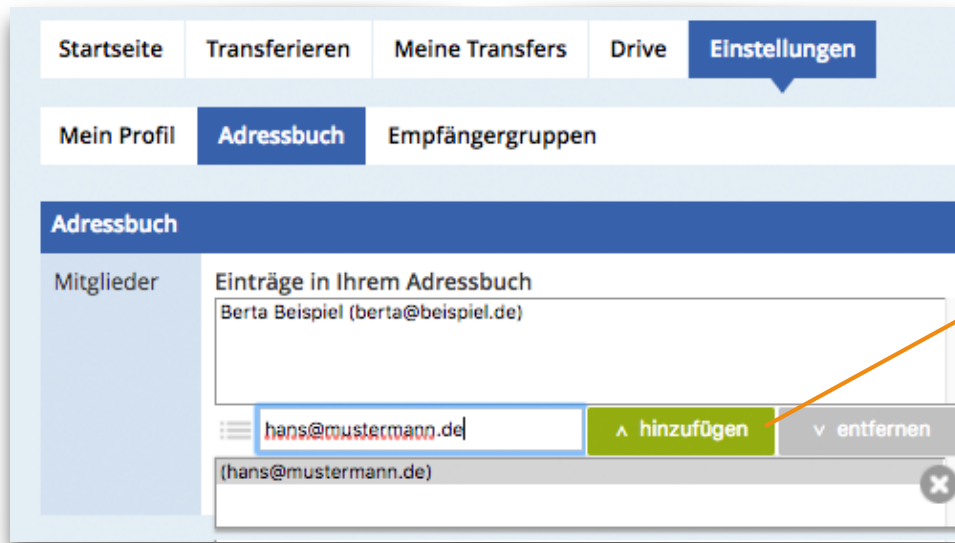 Startseite Transferieren Meine Transfers Drive Einstellungen
Mein Profil Adressbuch Empfängergruppen
Adressbuch
Mitglieder Einträge in Ihrem Adressbuch
Berta Beispiel (berta@beispiel.de)
hans@mustermann.de ∧ hinzufügen ∨ entfernen
(hans@mustermann.de)